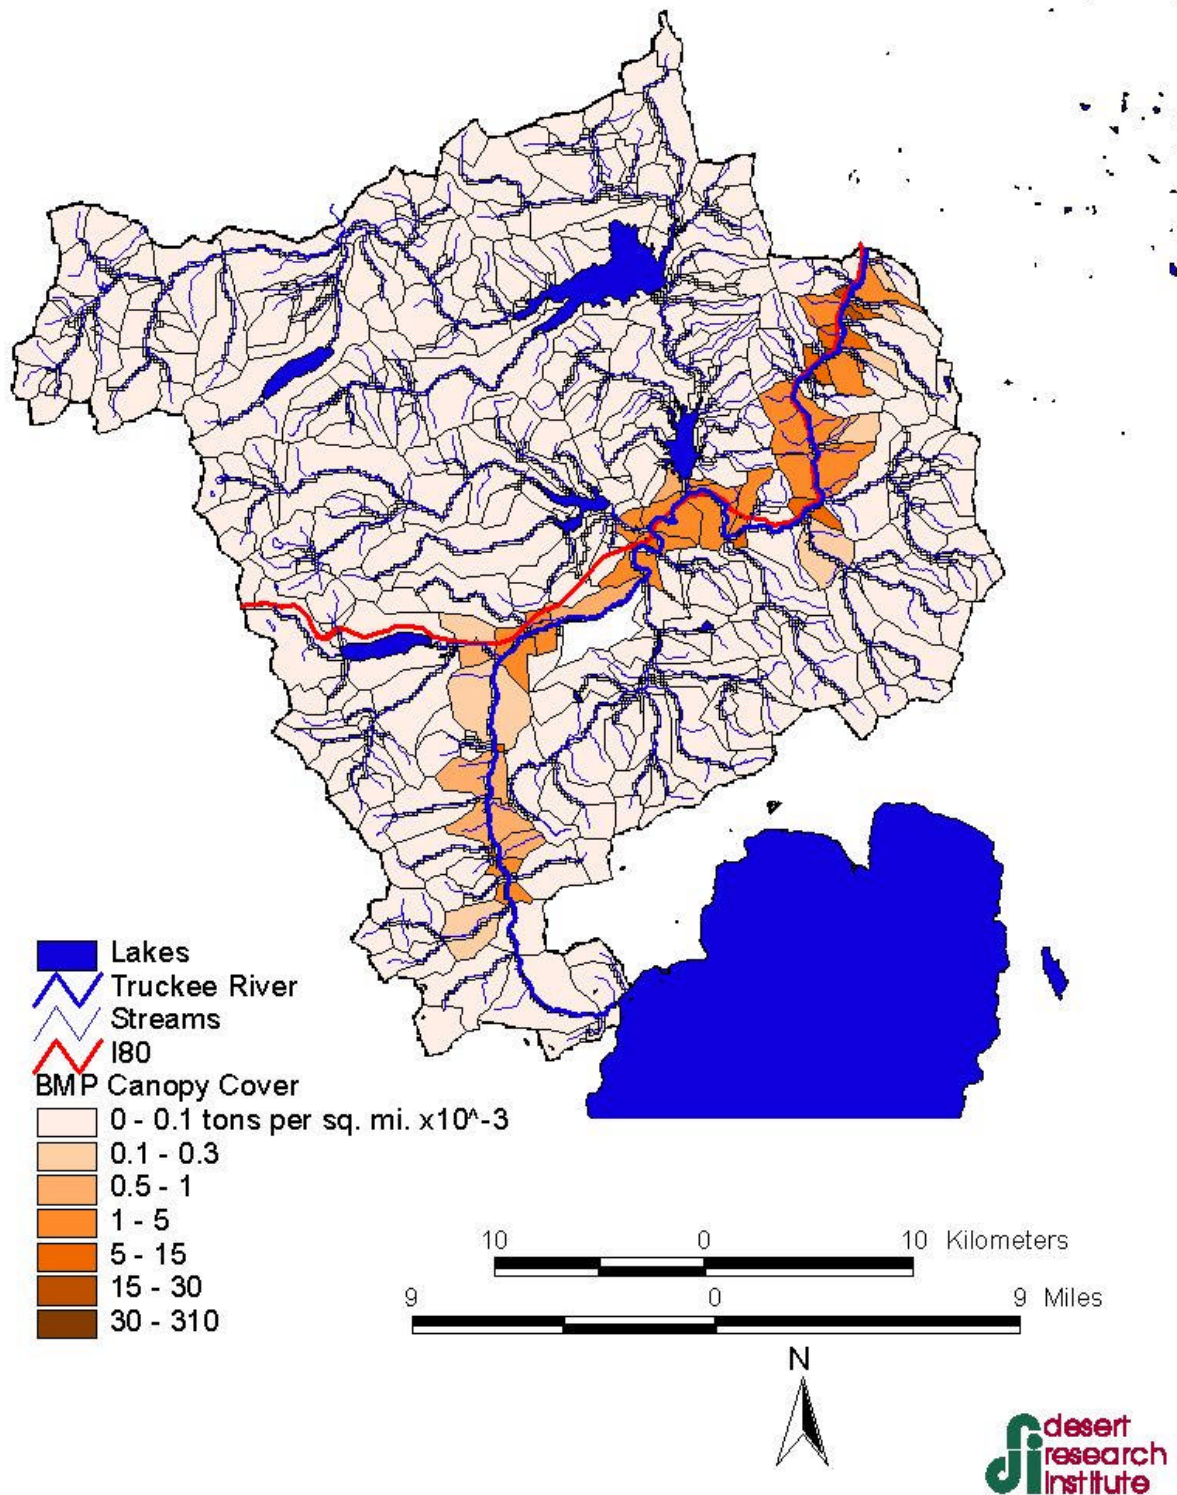 Lakes
Truckee River
Streams
I80
BMP Canopy Cover
0 - 0.1 tons per sq. mi. x10^-3
0.1 - 0.3
0.5 - 1
1 - 5
5 - 15
15 - 30
30 - 310
10 0 10 Kilometers
9 0 9 Miles
N
dri
desert
research
institute